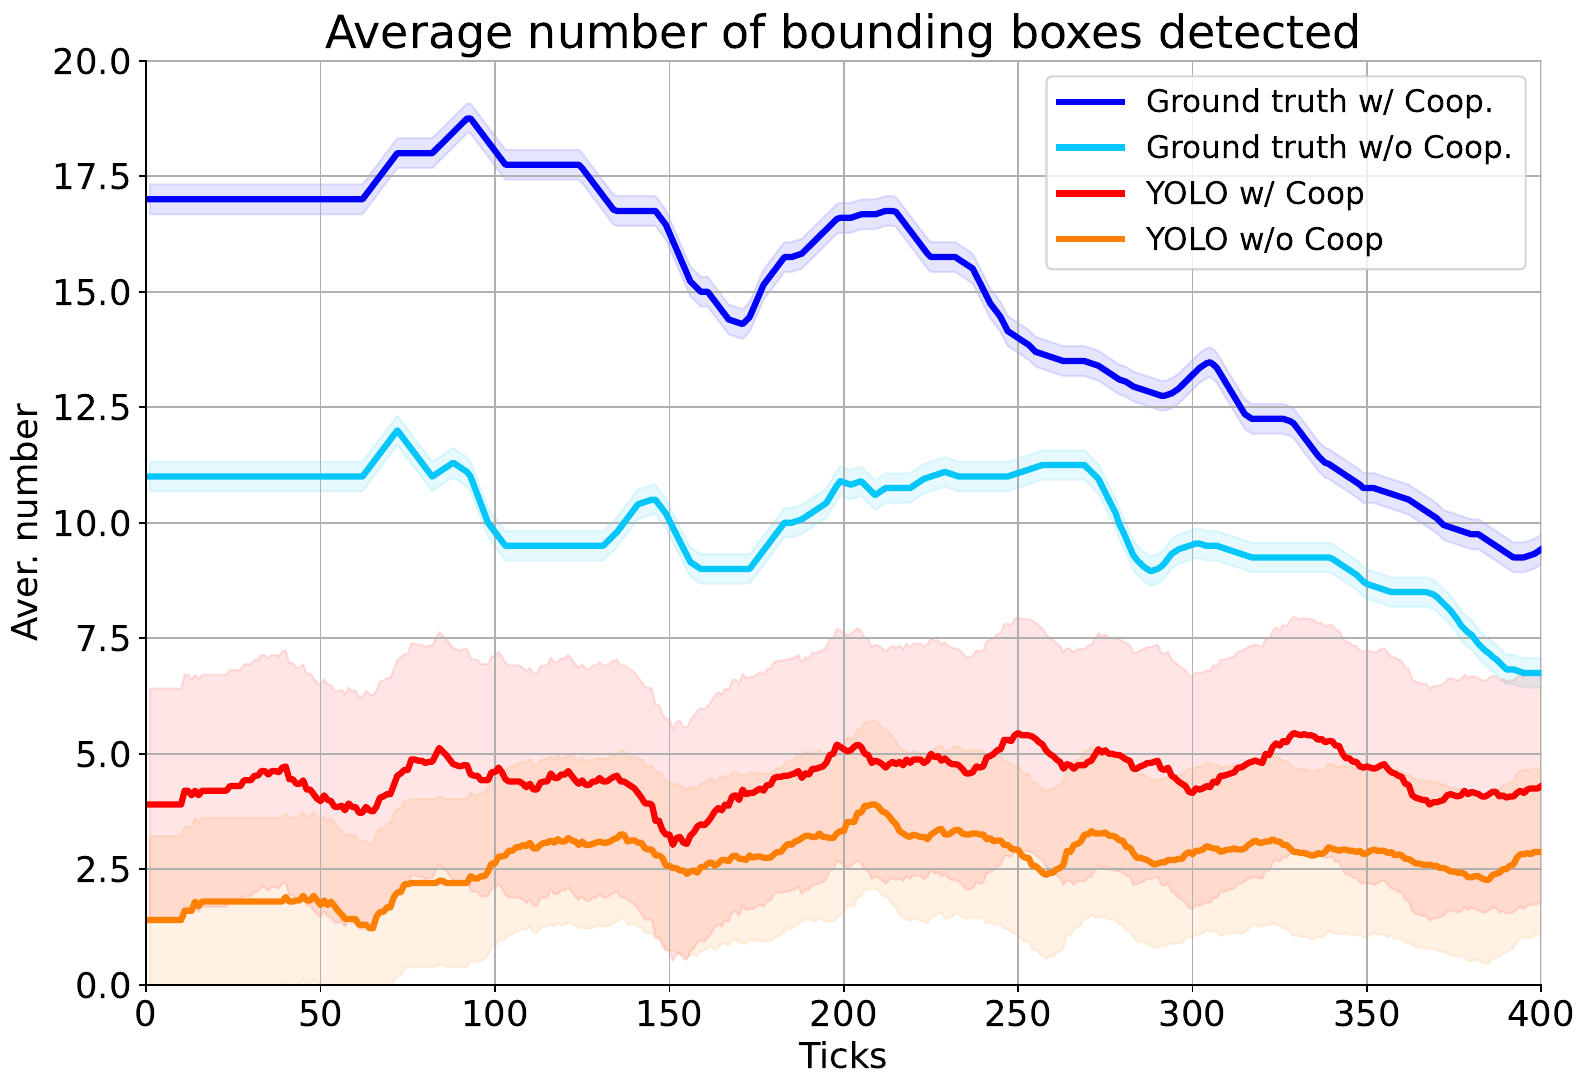 Average number of bounding boxes detected
20.0
17.5
15.0
12.5
10.0
7.5
5.0
2.5
0.0
Aver. number
Ground truth w/ Coop.
Ground truth w/o Coop.
YOLO w/ Coop
YOLO w/o Coop
0 50 100 150 200 250 300 350 400
Ticks